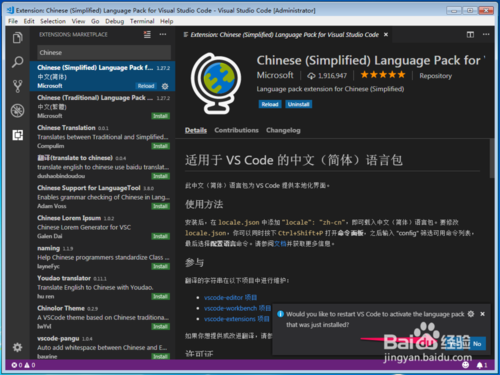 Extension: Chinese (Simplified) Language Pack for Visual Studio Code - Visual Studio Code [Administrator]
File Edit Selection View Go Debug Terminal Help
EXTENSIONS: MARKETPLACE
Chinese
Chinese (Simplified) Language Pack f... 1.27.2
中文(简体)
Microsoft Reload
Chinese (Traditional) Language Pack... 1.27.2
中文(繁體)
Microsoft Install
Chinese Translation 0.0.1
Translates between Traditional and Simplified...
Compulim Install
翻译(translate to chinese) 0.0.4
translate english to chinese use baidu translat...
dushaobindoudou Install
Chinese Support for LanguageTool 3.8.0
Enables grammar checking of Chinese in Lang...
Adam Voss Install
Chinese Lorem Ipsum 1.8.2
Chinese Lorem Generator for VSC
Galen Dai Install
naming 1.2.9
Help Chinese programmers standardize Class ...
layneFyc Install
Youdao translator 0.1.1
Translate English to Chinese with Youdao.
hu ren Install
Chinolor Theme 0.2.9
A VSCode theme based on Chinese traditional...
Install
vscode-pangu 0.0.4
Auto add whitespace between Chinese and E...
baurine Install
Extension: Chinese (Simplified) Language Pack for Visual Studio Code
Chinese (Simplified) Language Pack for V
Microsoft 1,916,947 Repository
Language pack extension for Chinese (Simplified)
Reload Uninstall
Details Contributions Changelog
适用于 VS Code 的中文（简体）语言包
此中文（简体）语言包为 VS Code 提供本地化界面。
使用方法
安装后，在 locale.json 中添加 "locale": "zh-cn"，即可载入中文（简体）语言包。要修改
locale.json，你可以同时按下 Ctrl+Shift+P 打开命令面板，之后输入 "config" 筛选可用命令列表，
最后选择配置语言命令。请参阅文档并获取更多信息。
参与
翻译的字符串在以下项目中进行维护：
vscode-editor 项目
vscode-workbench 项目
vscode-extensions 项目
如果你想提供或改进翻译，请参
许可证
Would you like to restart VS Code to activate the language pack
that was just installed?
No
Baidu经验
jingyan.baidu.com
0 0
1